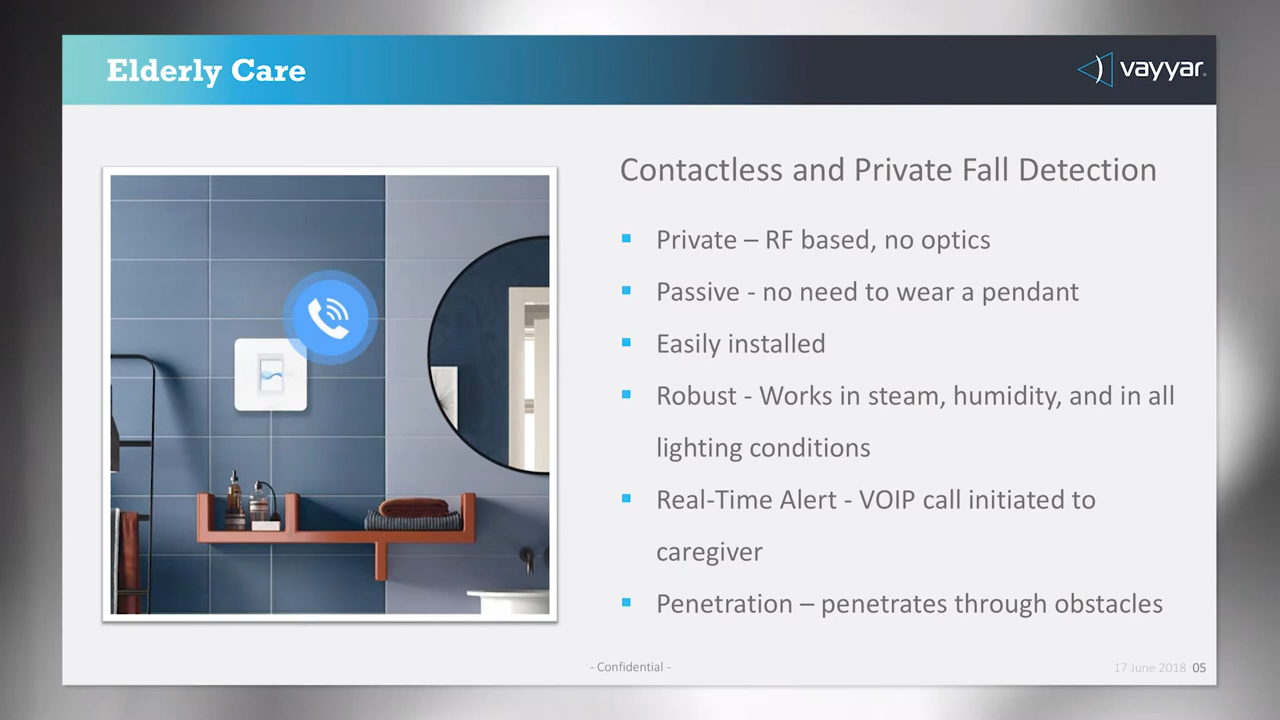 Elderly Care
vayyar
Contactless and Private Fall Detection
▪ Private – RF based, no optics
▪ Passive - no need to wear a pendant
▪ Easily installed
▪ Robust - Works in steam, humidity, and in all
lighting conditions
▪ Real-Time Alert - VOIP call initiated to
caregiver
▪ Penetration – penetrates through obstacles
- Confidential -
17 June 2018 05